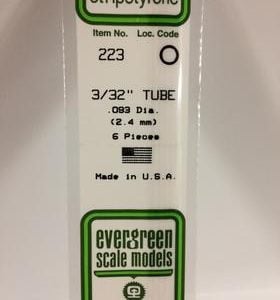 Item No. Loc. Code
223 O
3/32" TUBE
.093 Dia.
(2.4 mm)
6 Pieces
Made in U.S.A.
evergreen
scale models